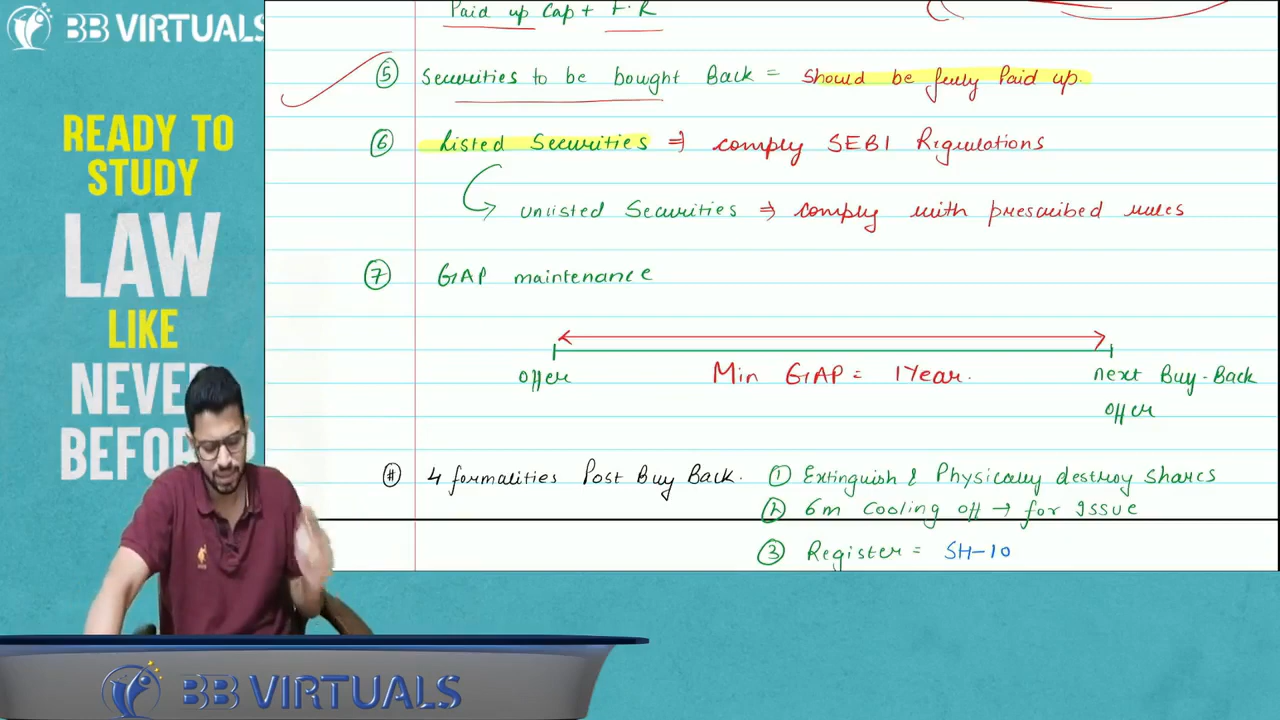 BB VIRTUALS
READY TO
STUDY
LAW
LIKE
NEVER
BEFOR
Paid up Cap + F.R
5 Securities to be bought Back = Should be fully Paid up.
6 Listed Securities ⇒ comply SEBI Regulations
unlisted Securities ⇒ comply with prescribed rules
7 GAP maintenance
offer Min GAP = 1 Year. next Buy-Back
offer
# 4 formalities Post Buy Back. 1 Extinguish & Physically destroy shares
2 6m Cooling off → for Issue
3 Register = SH-10
BB VIRTUALS